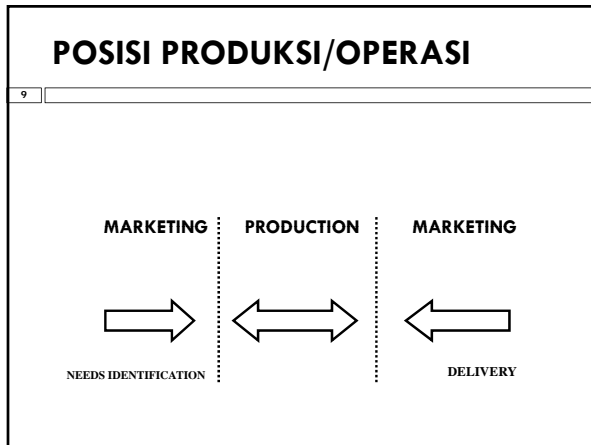 POSISI PRODUKSI/OPERASI
9
MARKETING PRODUCTION MARKETING
NEEDS IDENTIFICATION DELIVERY